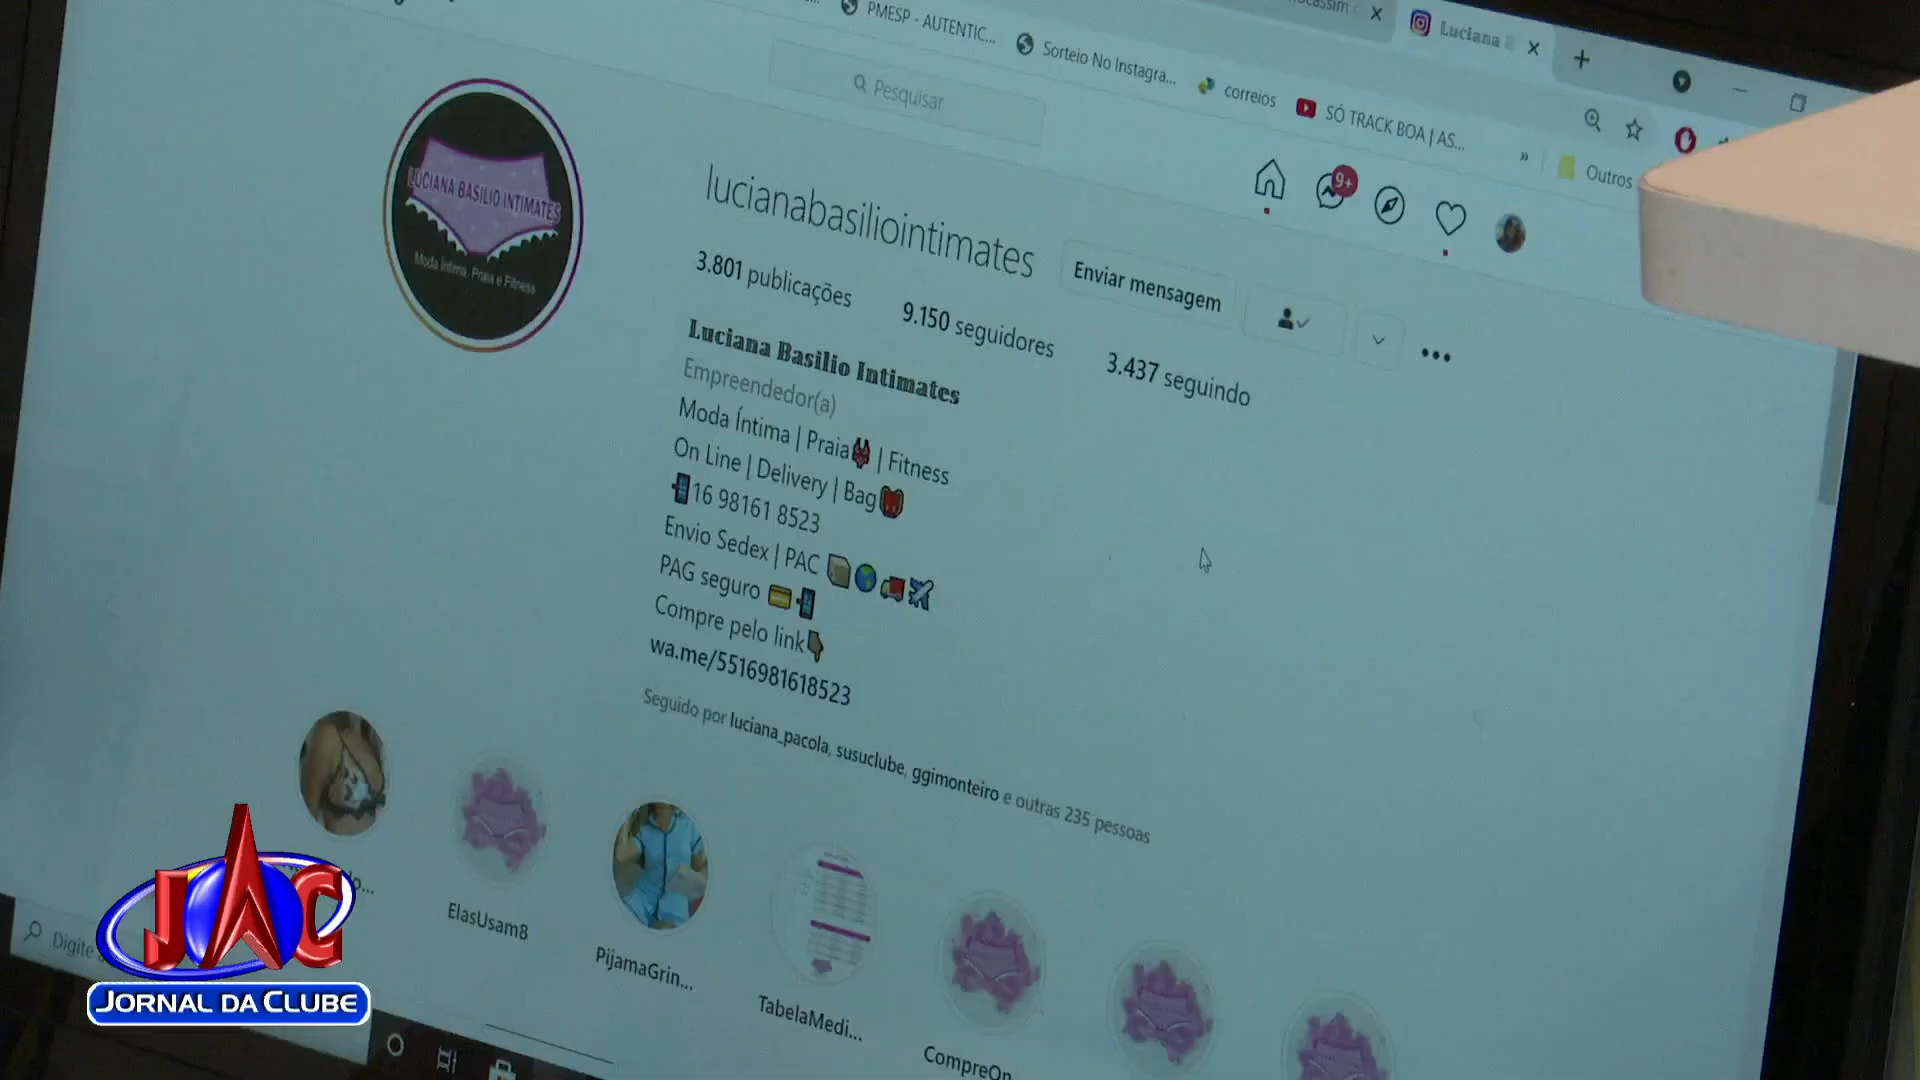 Luciana
PMESP - AUTENTIC...
Sorteio No Instagra...
correios
SÓ TRACK BOA | AS...
»
Outros
Pesquisar
9+
LUCIANA BASILIO INTIMATES
Moda Íntima, Praia e Fitness
lucianabasiliointimates
Enviar mensagem
3.801 publicações
9.150 seguidores
3.437 seguindo
Luciana Basilio Intimates
Empreendedor(a)
Moda Íntima | Praia👙 | Fitness
On Line | Delivery | Bag🎒
📲16 98161 8523
Envio Sedex | PAC 📦🌍🚚✈
PAG seguro 💳📲
Compre pelo link👇
wa.me/5516981618523
Seguido por luciana_pacola, susuclube, ggimonteiro e outras 235 pessoas
ElasUsam8
PijamaGrin...
TabelaMedi...
CompreOn
Digite
JAC
JORNAL DA CLUBE